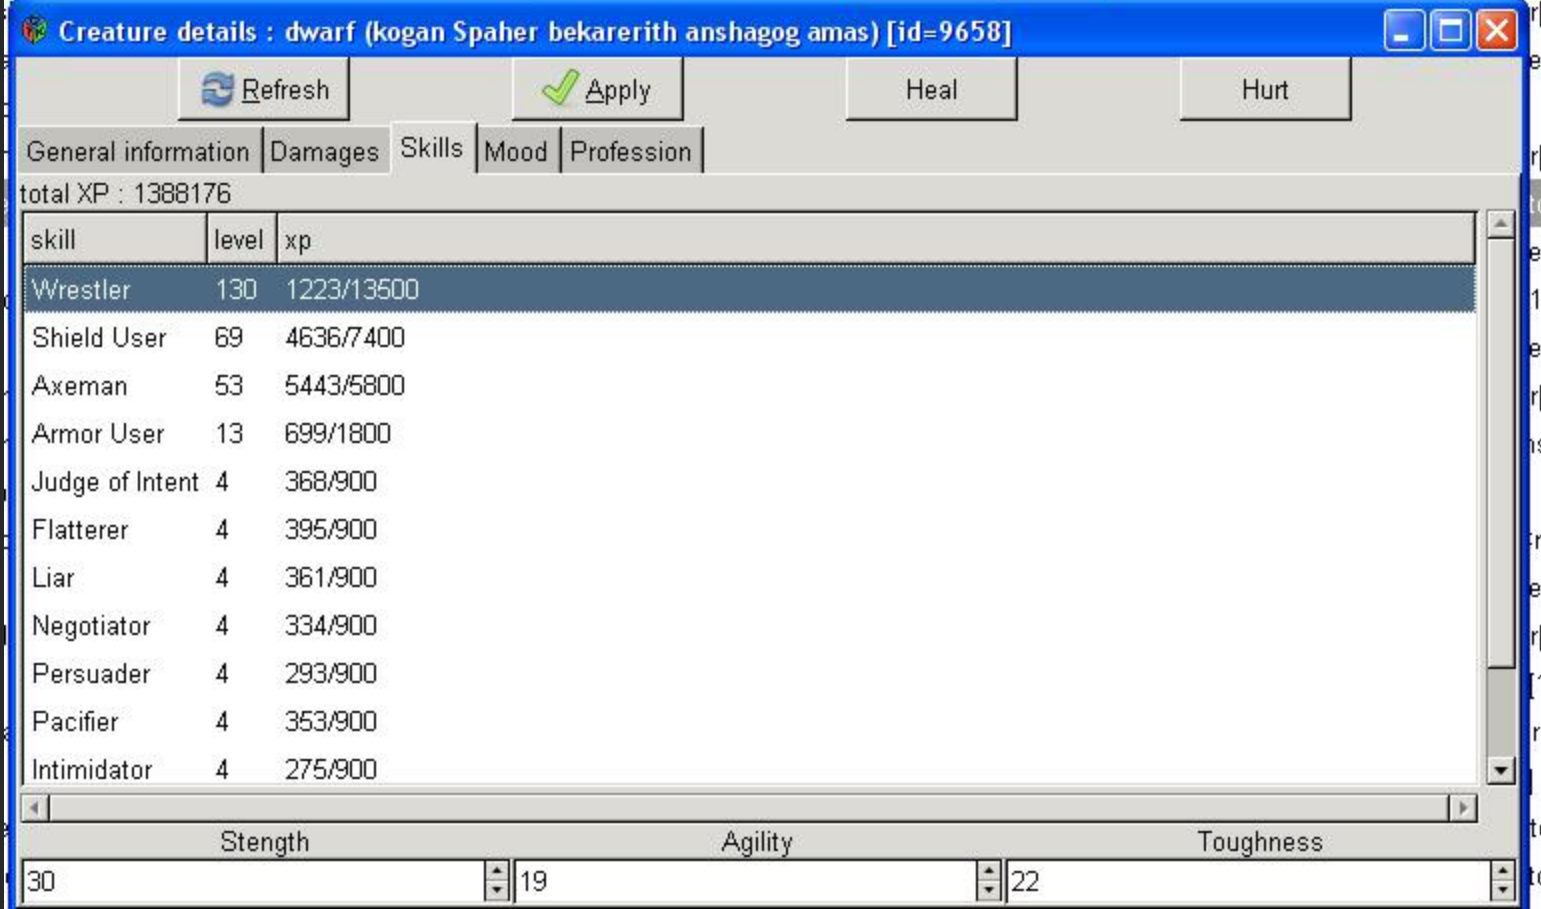 Creature details : dwarf (kogan Spaher bekarerith anshagog amas) [id=9658]
Refresh Apply Heal Hurt
General information Damages Skills Mood Profession
total XP : 1388176
skill level xp
Wrestler 130 1223/13500
Shield User 69 4636/7400
Axeman 53 5443/5800
Armor User 13 699/1800
Judge of Intent 4 368/900
Flatterer 4 395/900
Liar 4 361/900
Negotiator 4 334/900
Persuader 4 293/900
Pacifier 4 353/900
Intimidator 4 275/900
Stength Agility Toughness
30 19 22